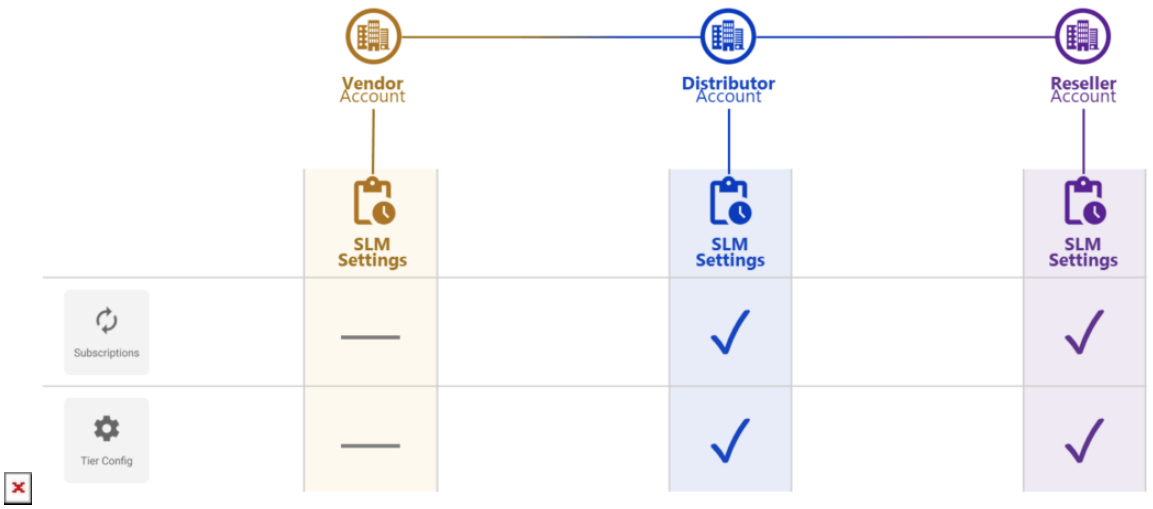 Vendor
Account
Distributor
Account
Reseller
Account
SLM
Settings
SLM
Settings
SLM
Settings
Subscriptions
Tier Config